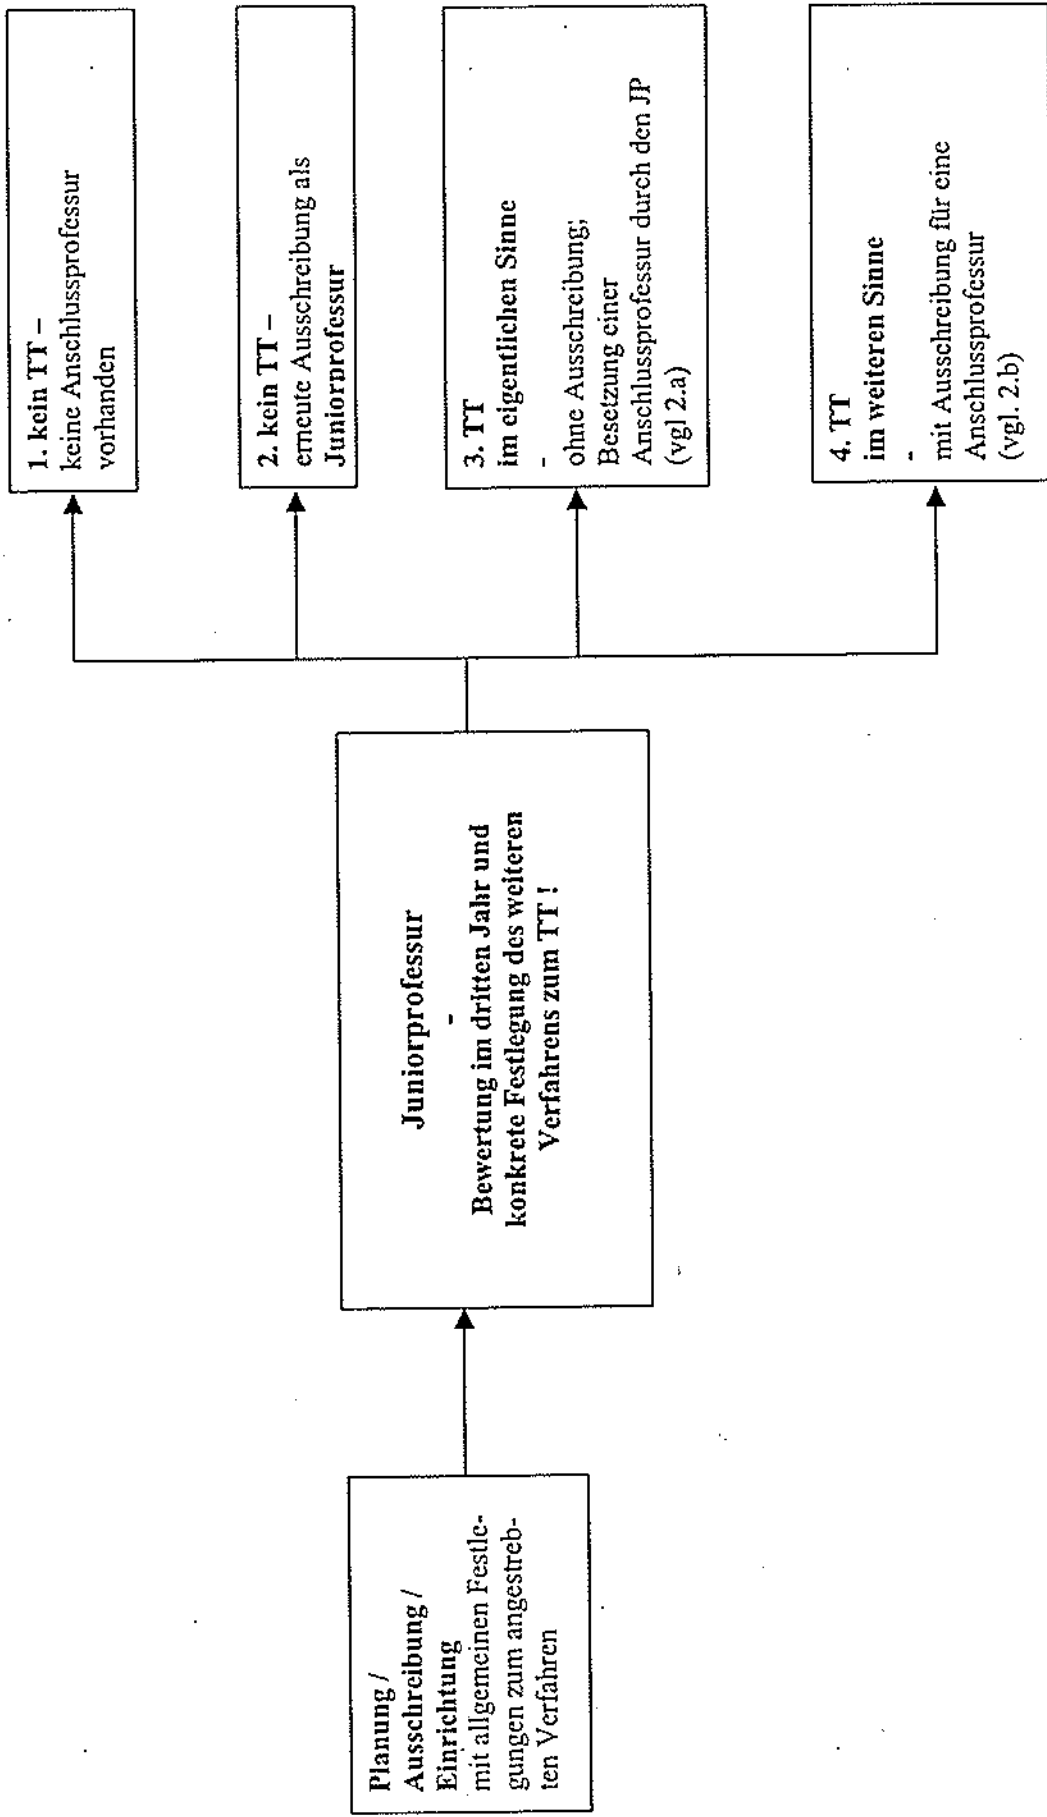 Planung /
Ausschreibung /
Einrichtung
mit allgemeinen Festle-
gungen zum angestreb-
ten Verfahren
Juniorprofessur
-
Bewertung im dritten Jahr und
konkrete Festlegung des weiteren
Verfahrens zum TT !
1. kein TT –
keine Anschlussprofessur
vorhanden
2. kein TT –
erneute Ausschreibung als
Juniorprofessur
3. TT
im eigentlichen Sinne
-
ohne Ausschreibung;
Besetzung einer
Anschlussprofessur durch den JP
(vgl 2.a)
4. TT
im weiteren Sinne
-
mit Ausschreibung für eine
Anschlussprofessur
(vgl. 2.b)